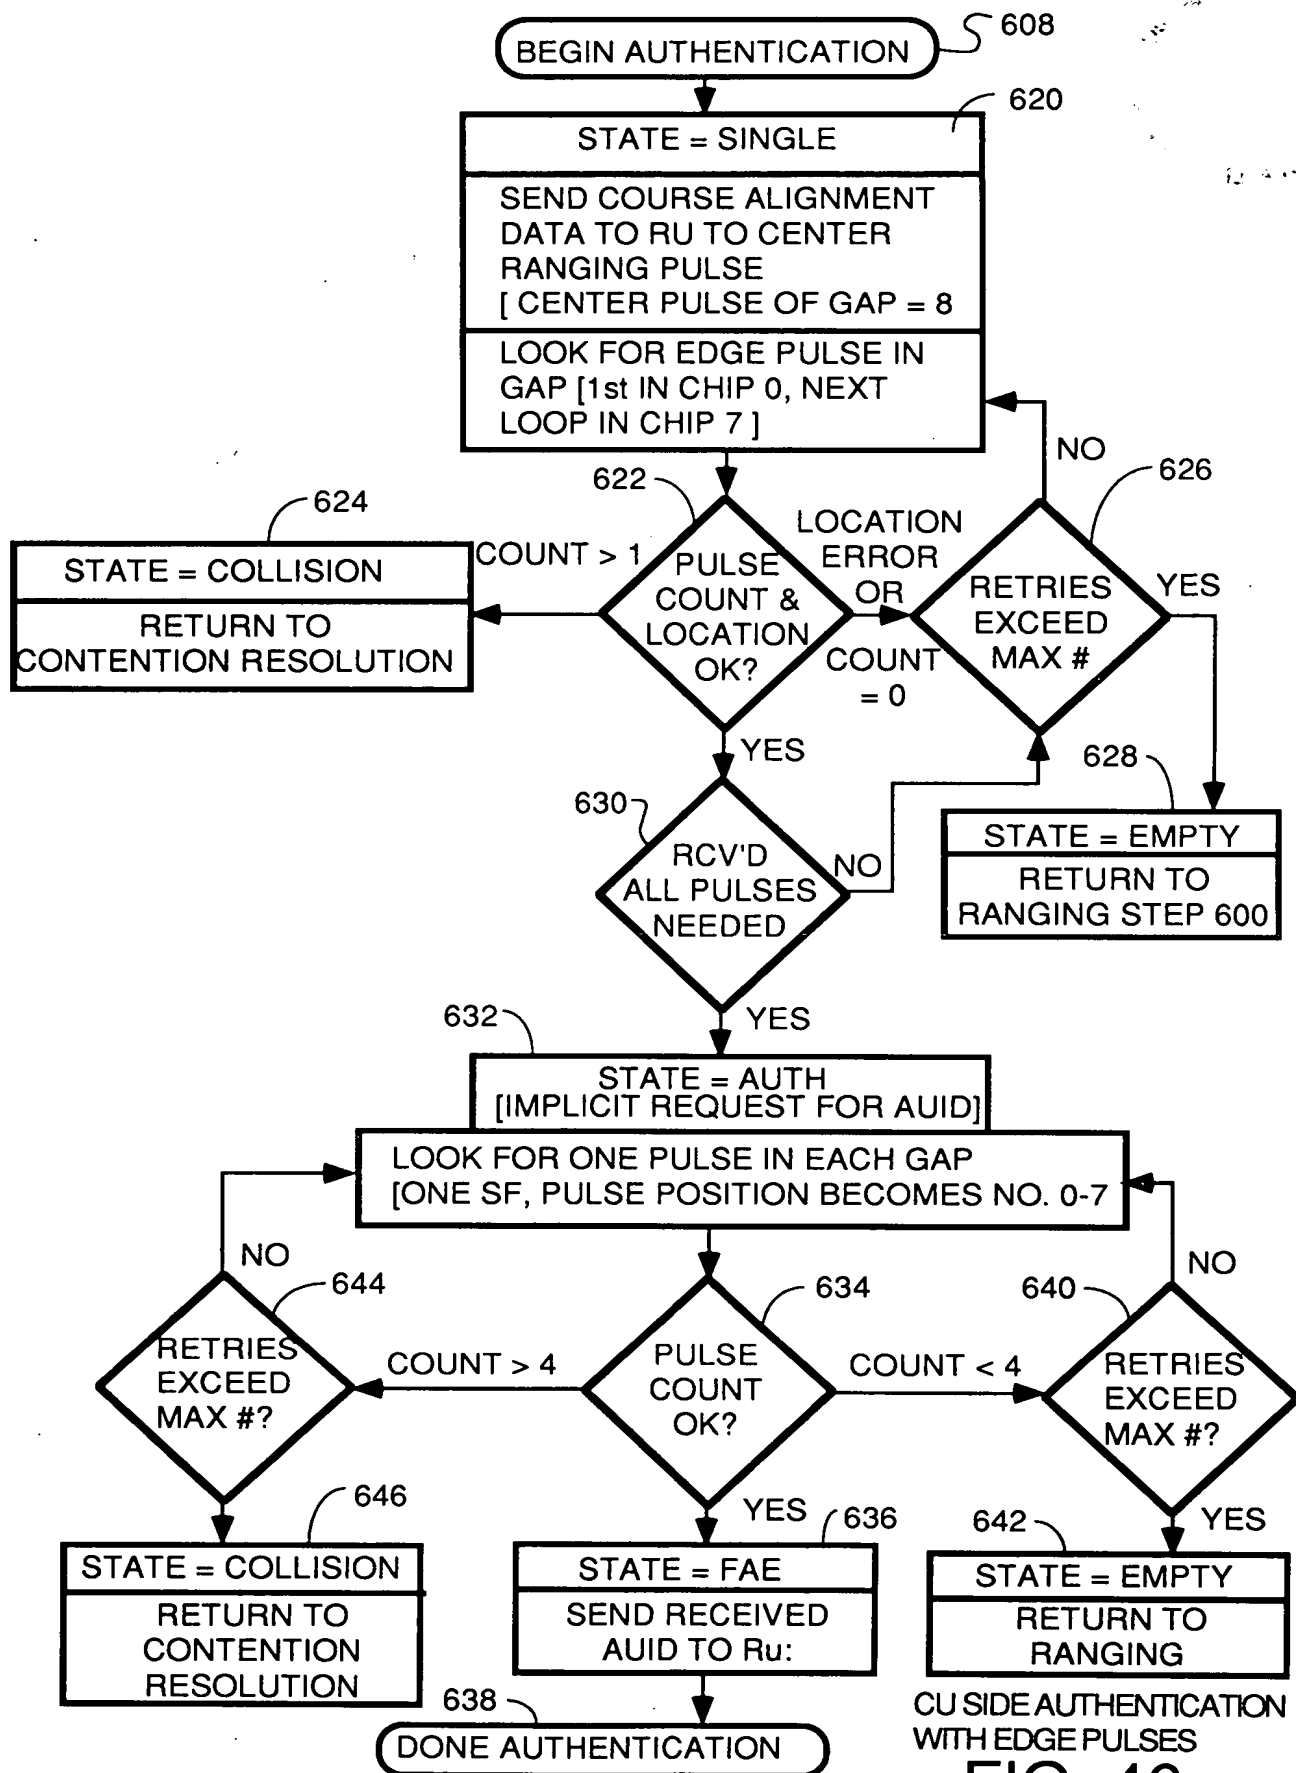 BEGIN AUTHENTICATION
608
620
STATE = SINGLE
SEND COURSE ALIGNMENT
DATA TO RU TO CENTER
RANGING PULSE
[ CENTER PULSE OF GAP = 8
LOOK FOR EDGE PULSE IN
GAP [1st IN CHIP 0, NEXT
LOOP IN CHIP 7 ]
NO
622
626
624
COUNT > 1
STATE = COLLISION
RETURN TO
CONTENTION RESOLUTION
PULSE
COUNT &
LOCATION
OK?
LOCATION
ERROR
OR
COUNT
= 0
RETRIES
EXCEED
MAX #
YES
YES
628
STATE = EMPTY
RETURN TO
RANGING STEP 600
630
RCV'D
ALL PULSES
NEEDED
NO
YES
632
STATE = AUTH
[IMPLICIT REQUEST FOR AUID]
LOOK FOR ONE PULSE IN EACH GAP
[ONE SF, PULSE POSITION BECOMES NO. 0-7
NO
644
634
640
NO
RETRIES
EXCEED
MAX #?
COUNT > 4
PULSE
COUNT
OK?
COUNT < 4
RETRIES
EXCEED
MAX #?
646
YES
636
642
YES
STATE = COLLISION
RETURN TO
CONTENTION
RESOLUTION
STATE = FAE
SEND RECEIVED
AUID TO Ru:
STATE = EMPTY
RETURN TO
RANGING
638
DONE AUTHENTICATION
CU SIDE AUTHENTICATION
WITH EDGE PULSES